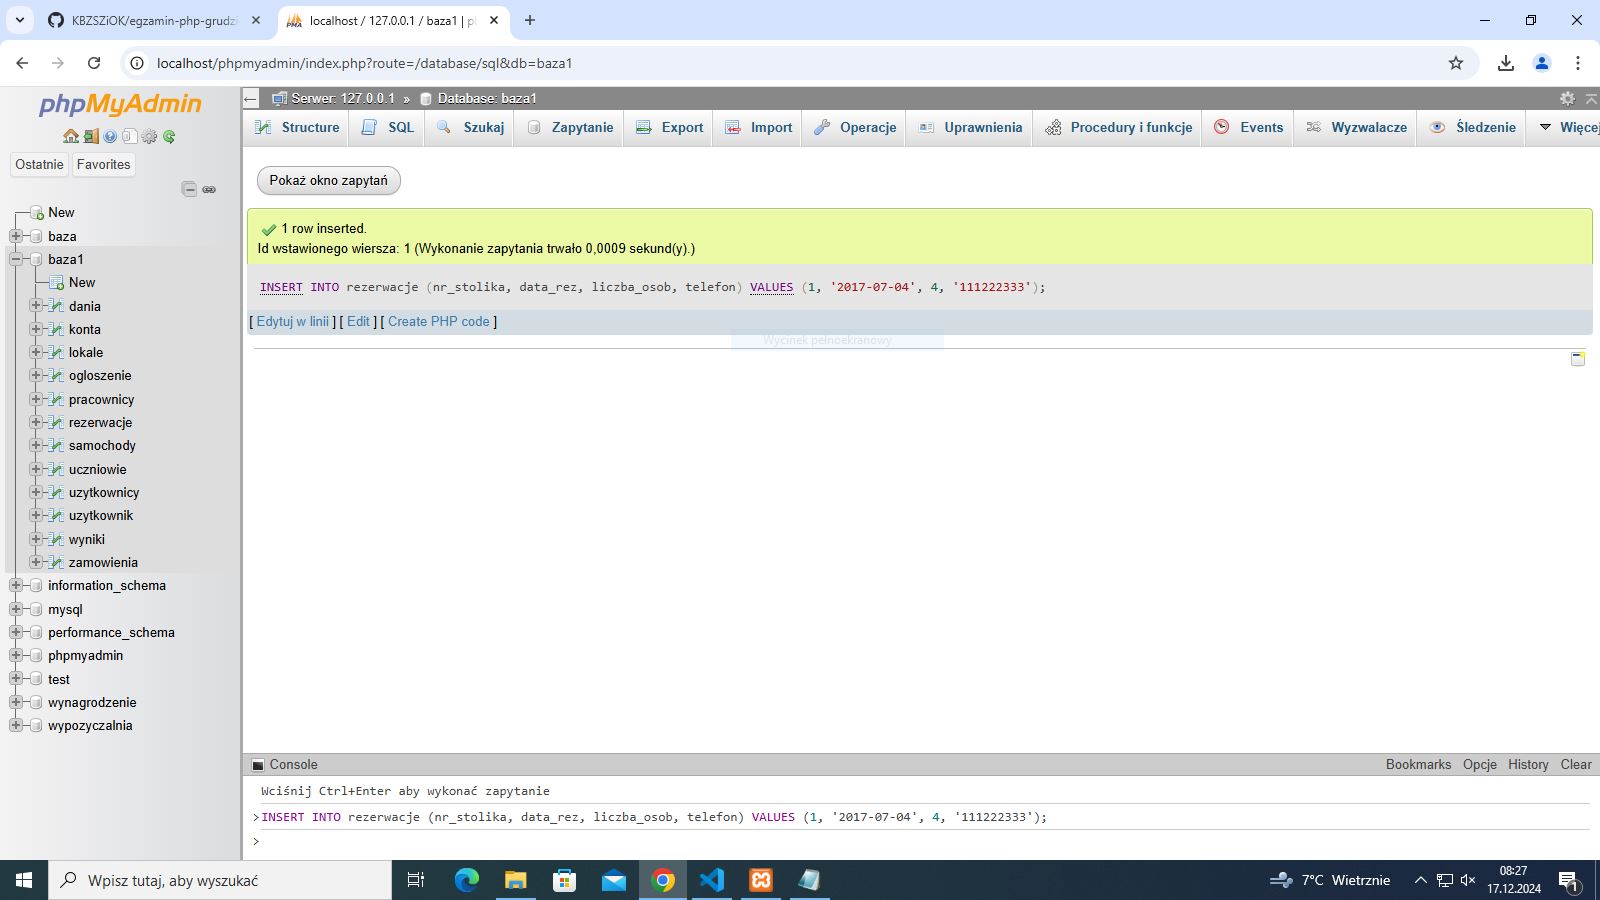 KBZSZiOK/egzamin-php-grudzi
localhost / 127.0.0.1 / baza1 | p
localhost/phpmyadmin/index.php?route=/database/sql&db=baza1
phpMyAdmin
Ostatnie Favorites
New
baza
baza1
New
dania
konta
lokale
ogloszenie
pracownicy
rezerwacje
samochody
uczniowie
uzytkownicy
uzytkownik
wyniki
zamowienia
information_schema
mysql
performance_schema
phpmyadmin
test
wynagrodzenie
wypozyczalnia
Serwer: 127.0.0.1 » Database: baza1
Structure SQL Szukaj Zapytanie Export Import Operacje Uprawnienia Procedury i funkcje Events Wyzwalacze Śledzenie Więcej
Pokaż okno zapytań
1 row inserted.
Id wstawionego wiersza: 1 (Wykonanie zapytania trwało 0,0009 sekund(y).)
INSERT INTO rezerwacje (nr_stolika, data_rez, liczba_osob, telefon) VALUES (1, '2017-07-04', 4, '111222333');
[ Edytuj w linii ] [ Edit ] [ Create PHP code ]
Wycinek pełnoekranowy
Console Bookmarks Opcje History Clear
Wciśnij Ctrl+Enter aby wykonać zapytanie
>INSERT INTO rezerwacje (nr_stolika, data_rez, liczba_osob, telefon) VALUES (1, '2017-07-04', 4, '111222333');
>
Wpisz tutaj, aby wyszukać
7°C Wietrznie
08:27
17.12.2024
1